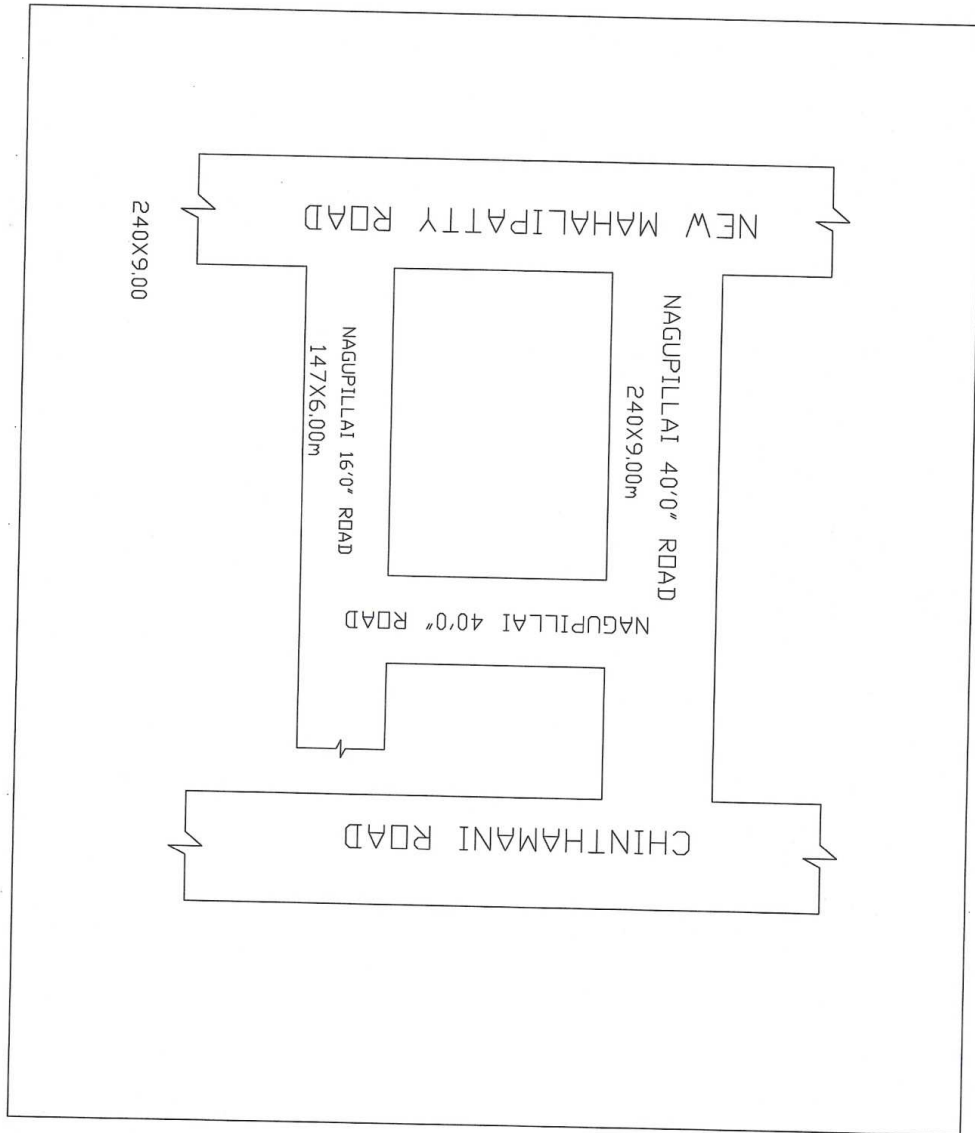 NEW MAHALIPATTY ROAD
240X9.00
NAGUPILLAI 40'0" ROAD
240X9.00m
NAGUPILLAI 16'0" ROAD
147X6.00m
NAGUPILLAI 40'0" ROAD
CHINTHAMANI ROAD